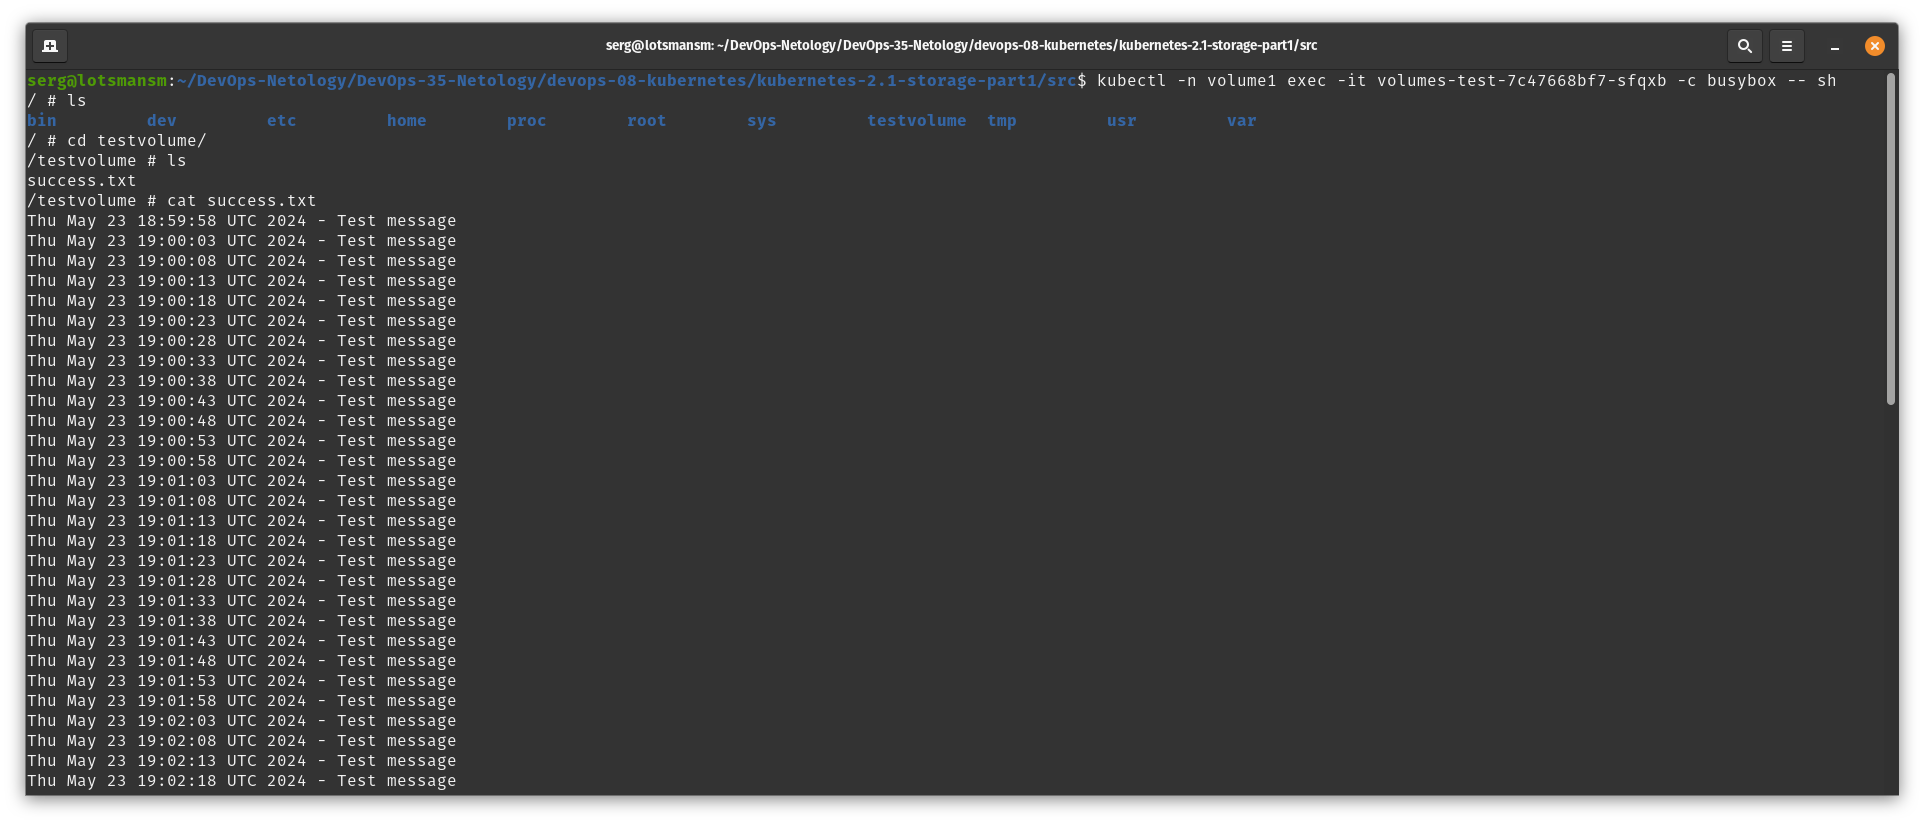 serg@lotsmansm: ~/DevOps-Netology/DevOps-35-Netology/devops-08-kubernetes/kubernetes-2.1-storage-part1/src
serg@lotsmansm:~/DevOps-Netology/DevOps-35-Netology/devops-08-kubernetes/kubernetes-2.1-storage-part1/src$ kubectl -n volume1 exec -it volumes-test-7c47668bf7-sfqxb -c busybox -- sh
/ # ls
bin dev etc home proc root sys testvolume tmp usr var
/ # cd testvolume/
/testvolume # ls
success.txt
/testvolume # cat success.txt
Thu May 23 18:59:58 UTC 2024 - Test message
Thu May 23 19:00:03 UTC 2024 - Test message
Thu May 23 19:00:08 UTC 2024 - Test message
Thu May 23 19:00:13 UTC 2024 - Test message
Thu May 23 19:00:18 UTC 2024 - Test message
Thu May 23 19:00:23 UTC 2024 - Test message
Thu May 23 19:00:28 UTC 2024 - Test message
Thu May 23 19:00:33 UTC 2024 - Test message
Thu May 23 19:00:38 UTC 2024 - Test message
Thu May 23 19:00:43 UTC 2024 - Test message
Thu May 23 19:00:48 UTC 2024 - Test message
Thu May 23 19:00:53 UTC 2024 - Test message
Thu May 23 19:00:58 UTC 2024 - Test message
Thu May 23 19:01:03 UTC 2024 - Test message
Thu May 23 19:01:08 UTC 2024 - Test message
Thu May 23 19:01:13 UTC 2024 - Test message
Thu May 23 19:01:18 UTC 2024 - Test message
Thu May 23 19:01:23 UTC 2024 - Test message
Thu May 23 19:01:28 UTC 2024 - Test message
Thu May 23 19:01:33 UTC 2024 - Test message
Thu May 23 19:01:38 UTC 2024 - Test message
Thu May 23 19:01:43 UTC 2024 - Test message
Thu May 23 19:01:48 UTC 2024 - Test message
Thu May 23 19:01:53 UTC 2024 - Test message
Thu May 23 19:01:58 UTC 2024 - Test message
Thu May 23 19:02:03 UTC 2024 - Test message
Thu May 23 19:02:08 UTC 2024 - Test message
Thu May 23 19:02:13 UTC 2024 - Test message
Thu May 23 19:02:18 UTC 2024 - Test message